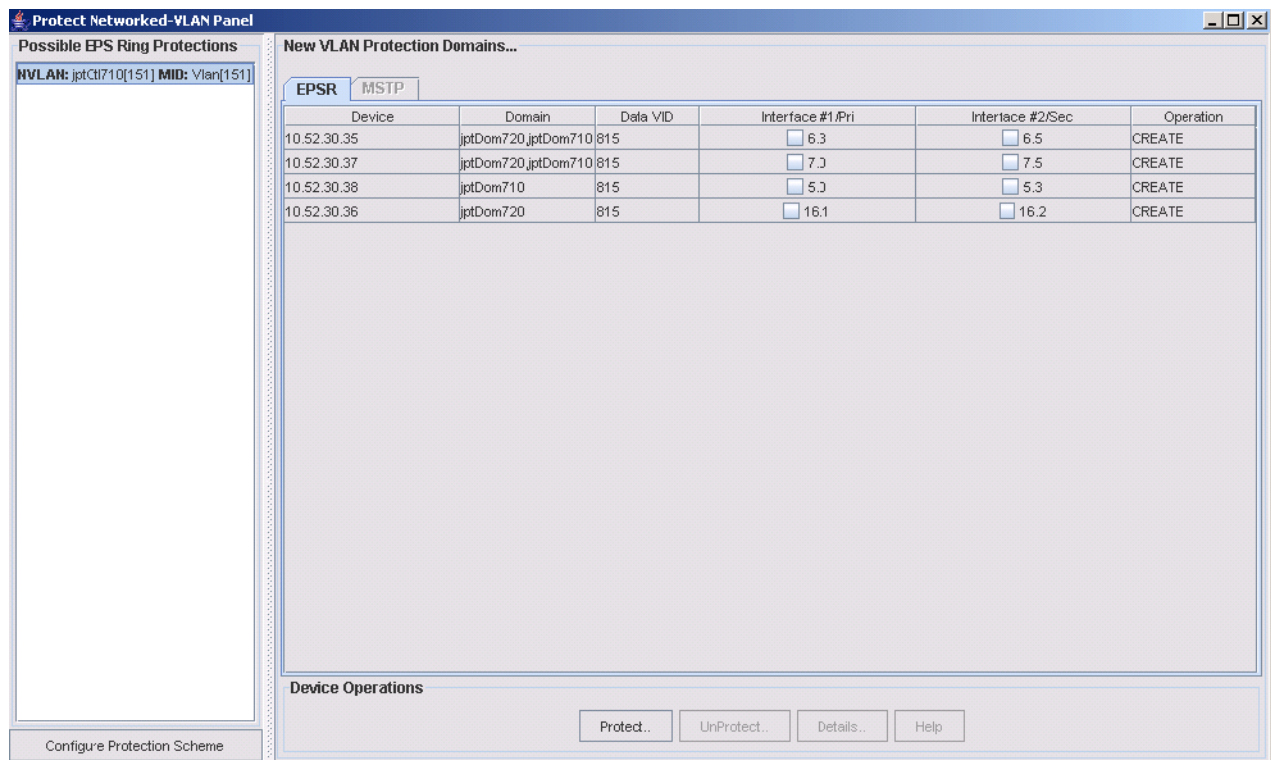 Protect Networked-VLAN Panel
Possible EPS Ring Protections
NVLAN: jptCtl710[151] MID: Vlan[151]
Configure Protection Scheme
New VLAN Protection Domains...
EPSR MSTP
Device Domain Data VID Interface #1/Pri Interface #2/Sec Operation
10.52.30.35 jptDom720,jptDom710 815 6.3 6.5 CREATE
10.52.30.37 jptDom720,jptDom710 815 7.0 7.5 CREATE
10.52.30.38 jptDom710 815 5.0 5.3 CREATE
10.52.30.36 jptDom720 815 16.1 16.2 CREATE
Device Operations
Protect.. UnProtect.. Details.. Help